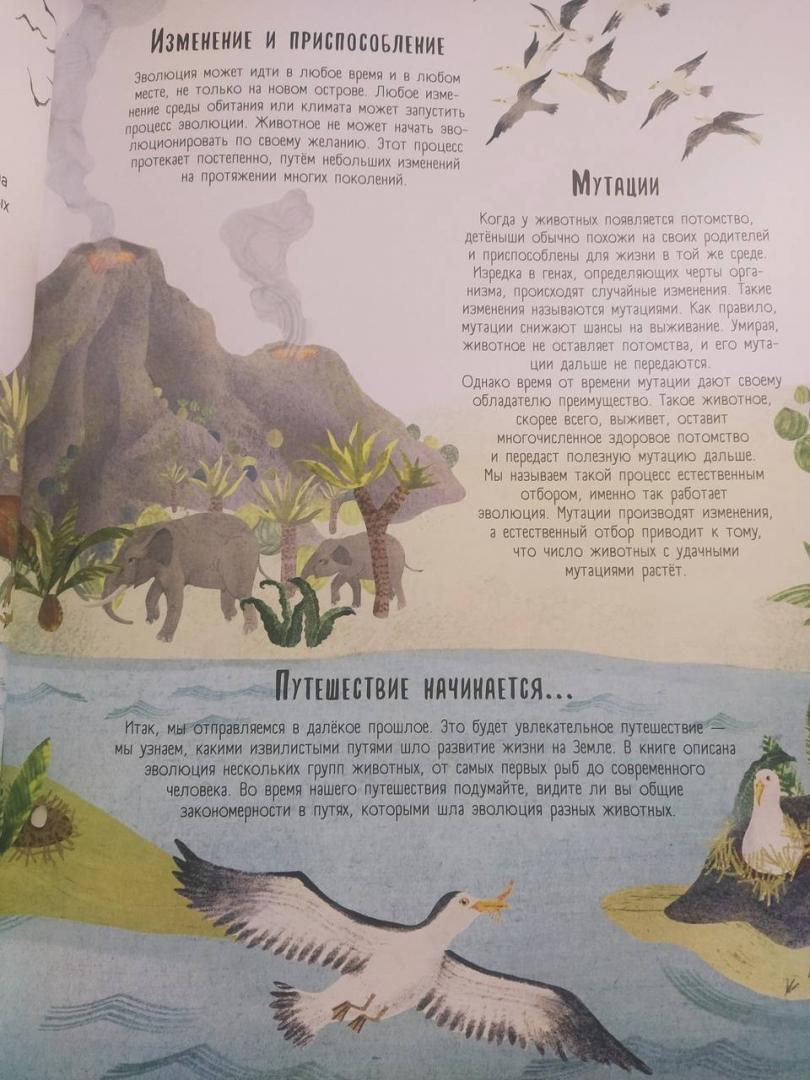 Изменение и приспособление
Эволюция может идти в любое время и в любом
месте, не только на новом острове. Любое изме-
нение среды обитания или климата может запустить
процесс эволюции. Животное не может начать эво-
люционировать по своему желанию. Этот процесс
протекает постепенно, путём небольших изменений
на протяжении многих поколений.
Мутации
Когда у животных появляется потомство,
детёныши обычно похожи на своих родителей
и приспособлены для жизни в той же среде.
Изредка в генах, определяющих черты орга-
низма, происходят случайные изменения. Такие
изменения называются мутациями. Как правило,
мутации снижают шансы на выживание. Умирая,
животное не оставляет потомства, и его мута-
ции дальше не передаются.
Однако время от времени мутации дают своему
обладателю преимущество. Такое животное,
скорее всего, выживет, оставит
многочисленное здоровое потомство
и передаст полезную мутацию дальше.
Мы называем такой процесс естественным
отбором, именно так работает
эволюция. Мутации производят изменения,
а естественный отбор приводит к тому,
что число животных с удачными
мутациями растёт.
Путешествие начинается...
Итак, мы отправляемся в далёкое прошлое. Это будет увлекательное путешествие —
мы узнаем, какими извилистыми путями шло развитие жизни на Земле. В книге описана
эволюция нескольких групп животных, от самых первых рыб до современного
человека. Во время нашего путешествия подумайте, видите ли вы общие
закономерности в путях, которыми шла эволюция разных животных.